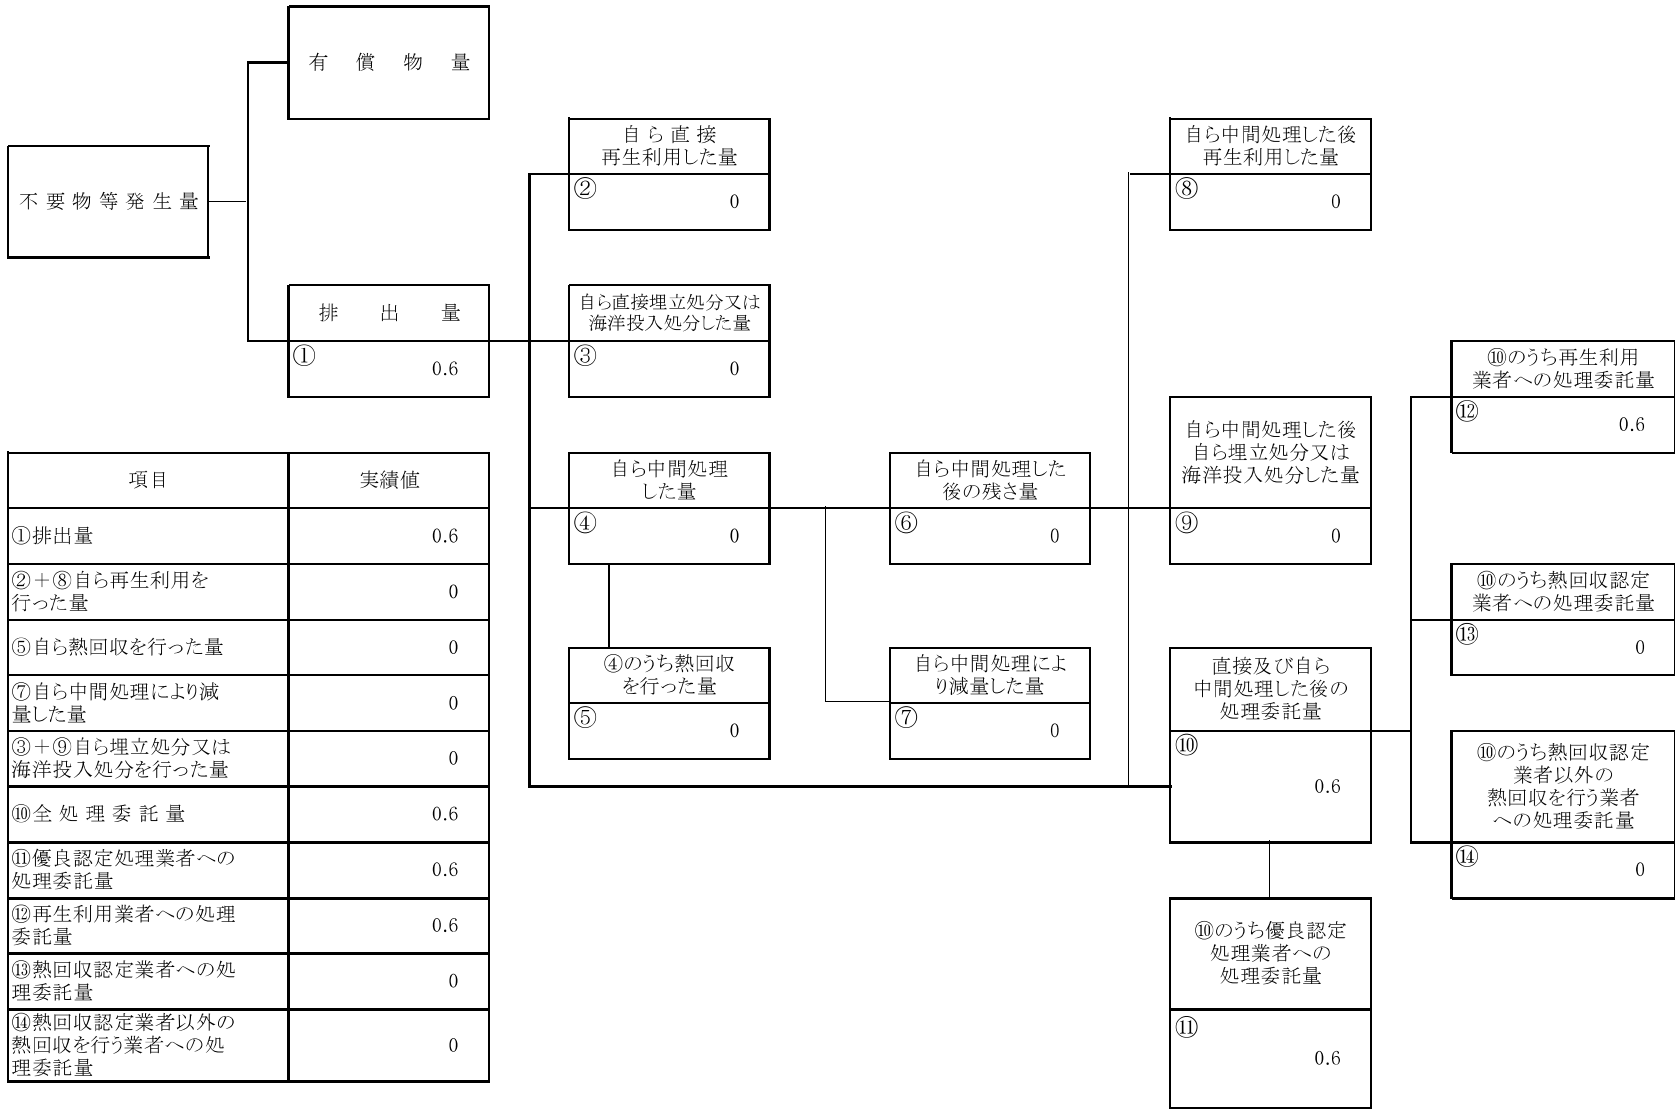 有償物量
不要物等発生量
排出量
①
0.6
自ら直接
再生利用した量
②
0
自ら直接埋立処分又は
海洋投入処分した量
③
0
自ら中間処理
した量
④
0
④のうち熱回収
を行った量
⑤
0
自ら中間処理した
後の残さ量
⑥
0
自ら中間処理によ
り減量した量
⑦
0
自ら中間処理した後
再生利用した量
⑧
0
自ら中間処理した後
自ら埋立処分又は
海洋投入処分した量
⑨
0
直接及び自ら
中間処理した後の
処理委託量
⑩
0.6
⑩のうち優良認定
処理業者への
処理委託量
⑪
0.6
⑩のうち再生利用
業者への処理委託量
⑫
0.6
⑩のうち熱回収認定
業者への処理委託量
⑬
0
⑩のうち熱回収認定
業者以外の
熱回収を行う業者
への処理委託量
⑭
0
項目 実績値
①排出量 0.6
②＋⑧自ら再生利用を
行った量 0
⑤自ら熱回収を行った量 0
⑦自ら中間処理により減
量した量 0
③＋⑨自ら埋立処分又は
海洋投入処分を行った量 0
⑩全処理委託量 0.6
⑪優良認定処理業者への
処理委託量 0.6
⑫再生利用業者への処理
委託量 0.6
⑬熱回収認定業者への処
理委託量 0
⑭熱回収認定業者以外の
熱回収を行う業者への処
理委託量 0